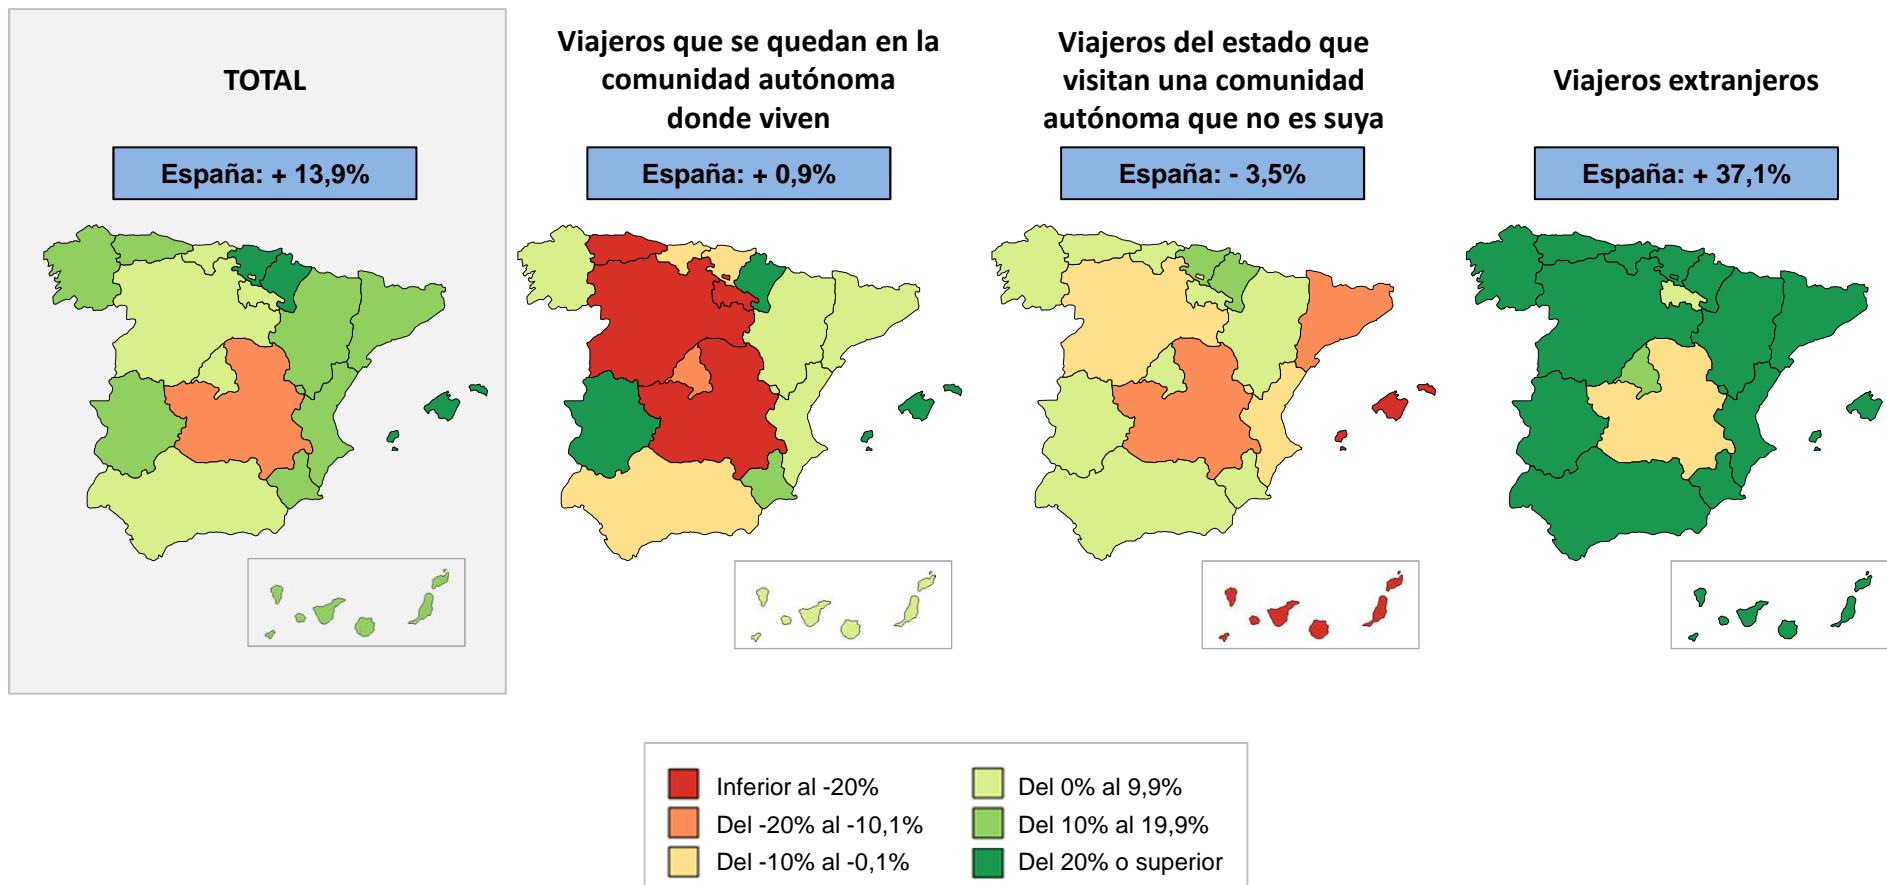 TOTAL
España: + 13,9%
Viajeros que se quedan en la
comunidad autónoma
donde viven
España: + 0,9%
Viajeros del estado que
visitan una comunidad
autónoma que no es suya
España: - 3,5%
Viajeros extranjeros
España: + 37,1%
Inferior al -20%
Del -20% al -10,1%
Del -10% al -0,1%
Del 0% al 9,9%
Del 10% al 19,9%
Del 20% o superior